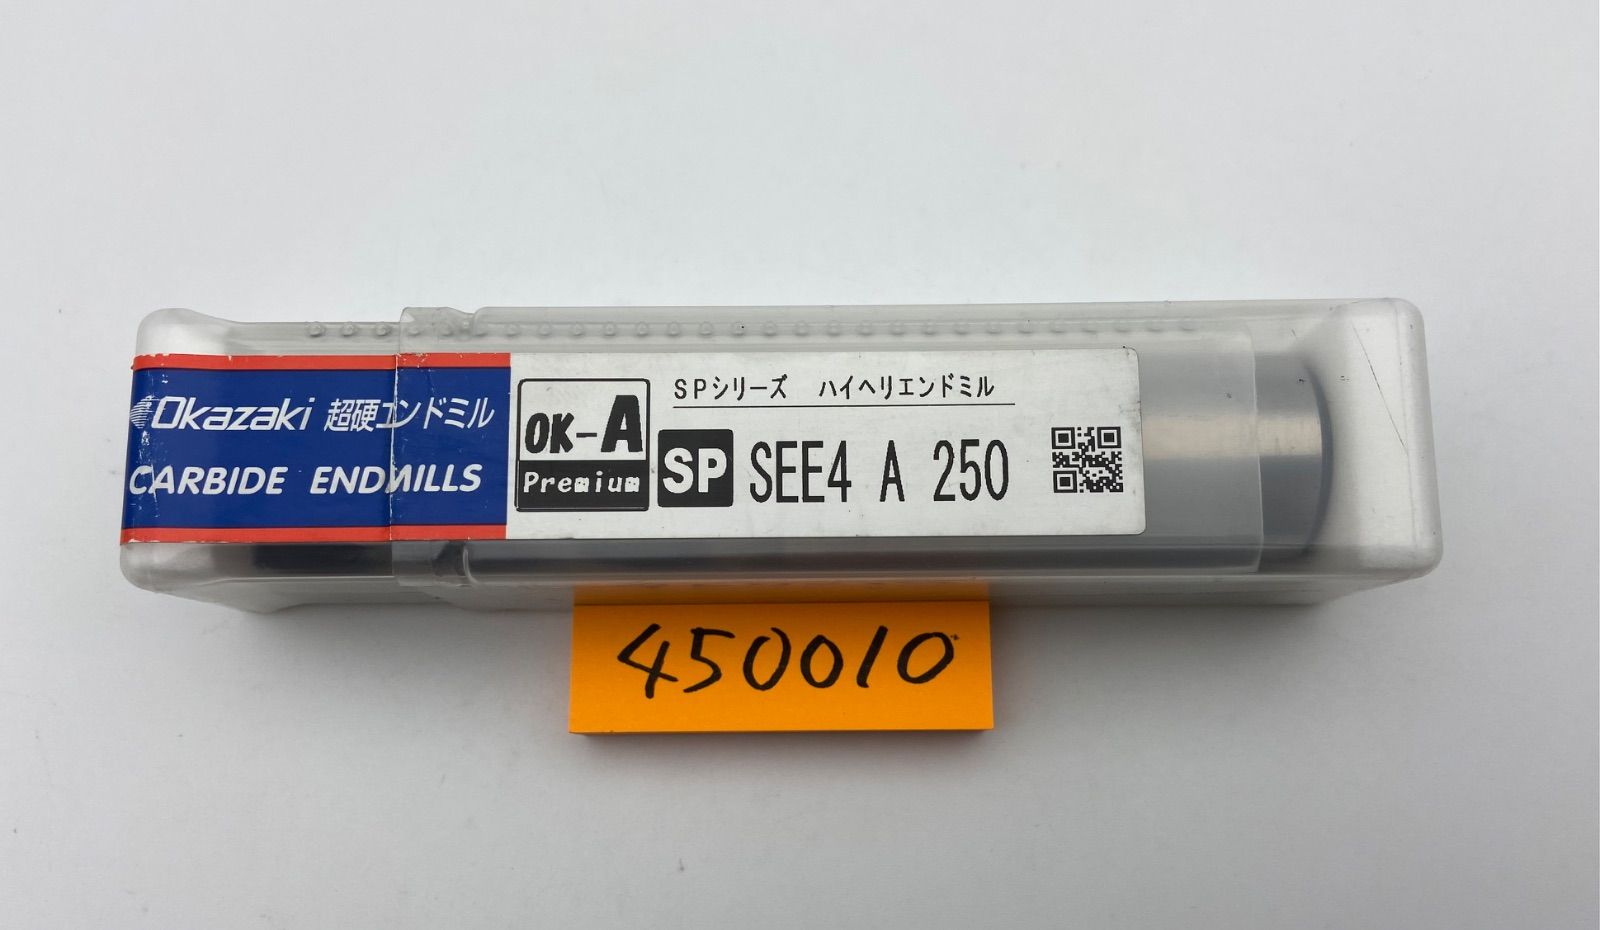 Okazaki 超硬エンドミル
CARBIDE ENDMILLS
OK-A
Premium
SPシリーズ ハイヘリエンドミル
SP SEE4 A 250
450010